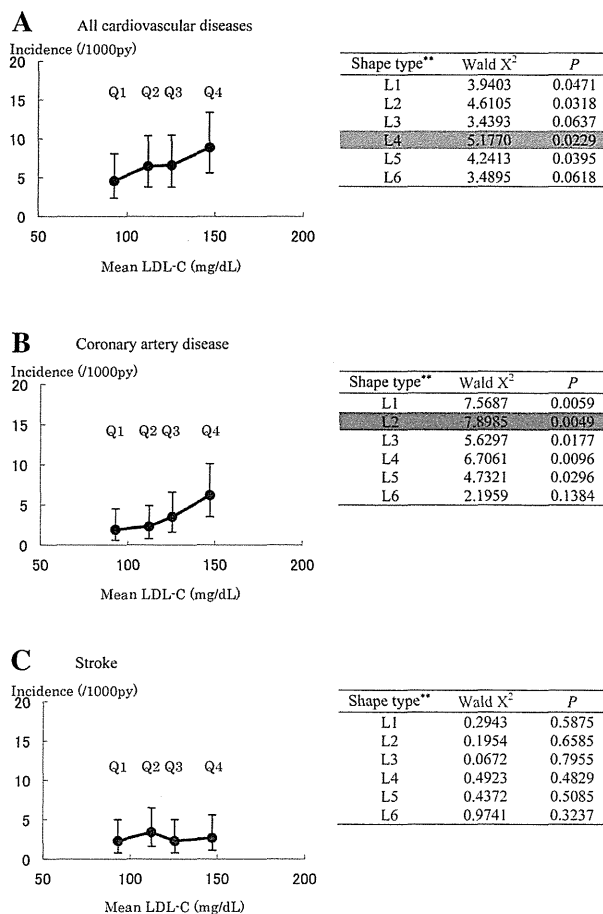 A All cardiovascular diseases
Incidence (/1000py)
20
15
10
5
0
Q1 Q2 Q3 Q4
50 100 150 200
Mean LDL-C (mg/dL)
Shape type** Wald X² P
L1 3.9403 0.0471
L2 4.6105 0.0318
L3 3.4393 0.0637
L4 5.1770 0.0229
L5 4.2413 0.0395
L6 3.4895 0.0618
B Coronary artery disease
Incidence (/1000py)
20
15
10
5
0
Q1 Q2 Q3 Q4
50 100 150 200
Mean LDL-C (mg/dL)
Shape type** Wald X² P
L1 7.5687 0.0059
L2 7.8985 0.0049
L3 5.6297 0.0177
L4 6.7061 0.0096
L5 4.7321 0.0296
L6 2.1959 0.1384
C Stroke
Incidence (/1000py)
20
15
10
5
0
Q1 Q2 Q3 Q4
50 100 150 200
Mean LDL-C (mg/dL)
Shape type** Wald X² P
L1 0.2943 0.5875
L2 0.1954 0.6585
L3 0.0672 0.7955
L4 0.4923 0.4829
L5 0.4372 0.5085
L6 0.9741 0.3237